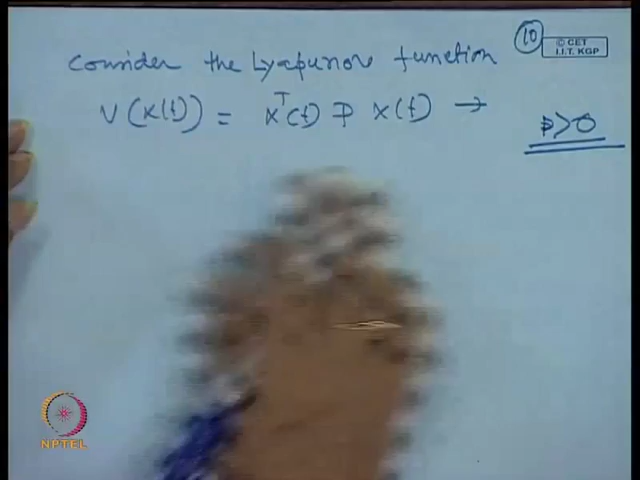 10
© CET
I.I.T. KGP
Consider the Lyapunov function
V(x(t)) = x^T(t) P x(t) →
P>0
NPTEL